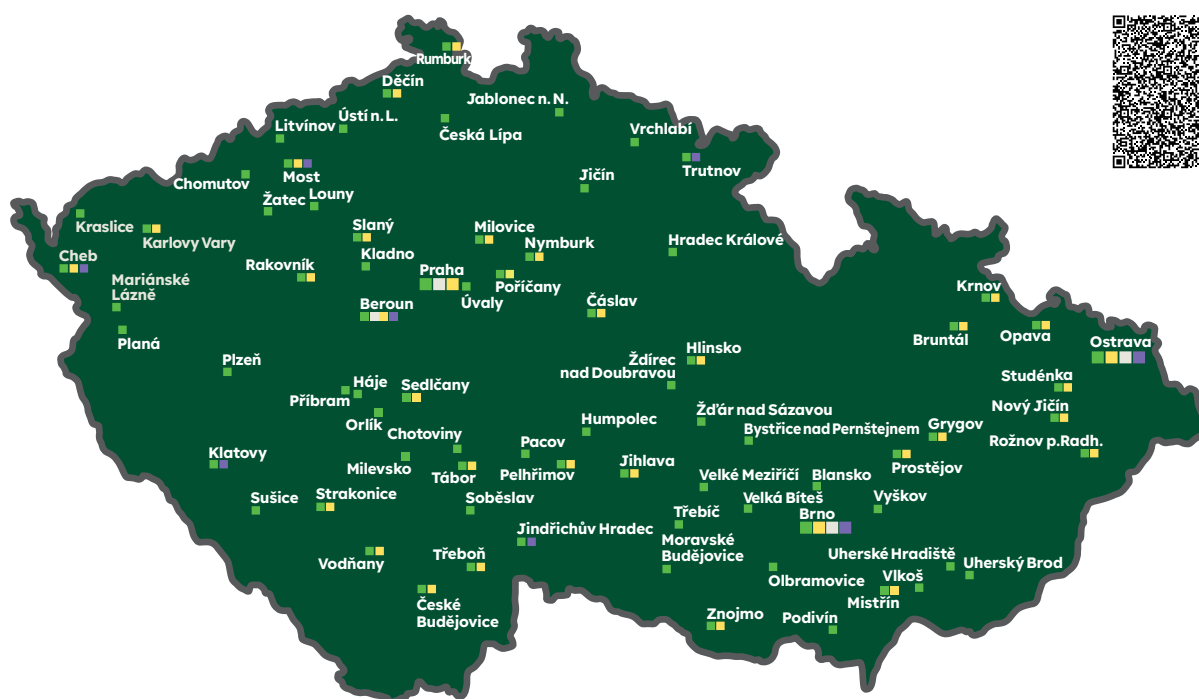 Rumburk
Děčín
Jablonec n. N.
Ústí n. L.
Litvínov
Česká Lípa
Vrchlabí
Most
Trutnov
Chomutov
Jičín
Žatec
Louny
Kraslice
Karlovy Vary
Slaný
Milovice
Nymburk
Hradec Králové
Cheb
Kladno
Rakovník
Praha
Poříčany
Mariánské
Lázně
Úvaly
Krnov
Beroun
Čáslav
Planá
Bruntál
Opava
Ostrava
Hlinsko
Plzeň
Ždírec
nad Doubravou
Studénka
Háje
Sedlčany
Příbram
Nový Jičín
Orlík
Humpolec
Žďár nad Sázavou
Grygov
Chotoviny
Bystřice nad Pernštejnem
Rožnov p.Radh.
Klatovy
Pacov
Milevsko
Jihlava
Prostějov
Tábor
Pelhřimov
Velké Meziříčí
Blansko
Sušice
Strakonice
Soběslav
Velká Bíteš
Vyškov
Třebíč
Brno
Jindřichův Hradec
Moravské
Budějovice
Vodňany
Třeboň
Uherské Hradiště
Uherský Brod
Olbramovice
Vlkoš
České
Budějovice
Mistřín
Znojmo
Podivín